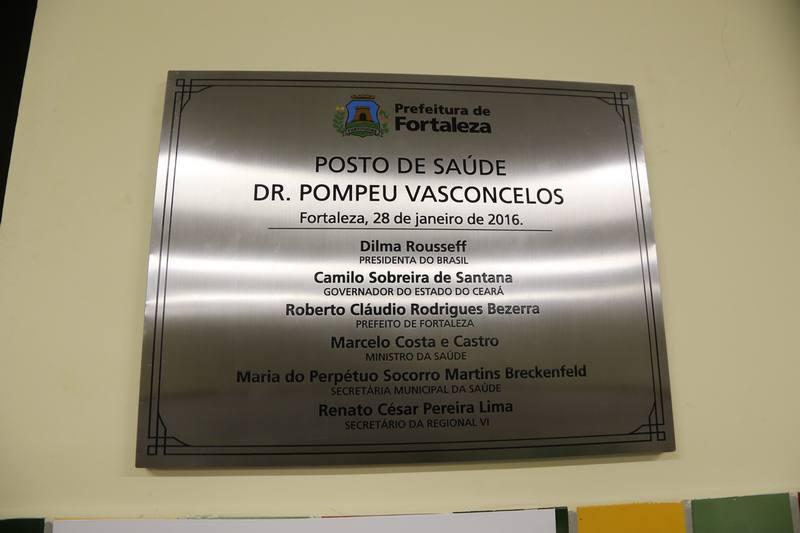 Prefeitura de
Fortaleza
POSTO DE SAÚDE
DR. POMPEU VASCONCELOS
Fortaleza, 28 de janeiro de 2016.
Dilma Rousseff
PRESIDENTA DO BRASIL
Camilo Sobreira de Santana
GOVERNADOR DO ESTADO DO CEARÁ
Roberto Cláudio Rodrigues Bezerra
PREFEITO DE FORTALEZA
Marcelo Costa e Castro
MINISTRO DA SAÚDE
Maria do Perpétuo Socorro Martins Breckenfeld
SECRETÁRIA MUNICIPAL DA SAÚDE
Renato César Pereira Lima
SECRETÁRIO DA REGIONAL VI